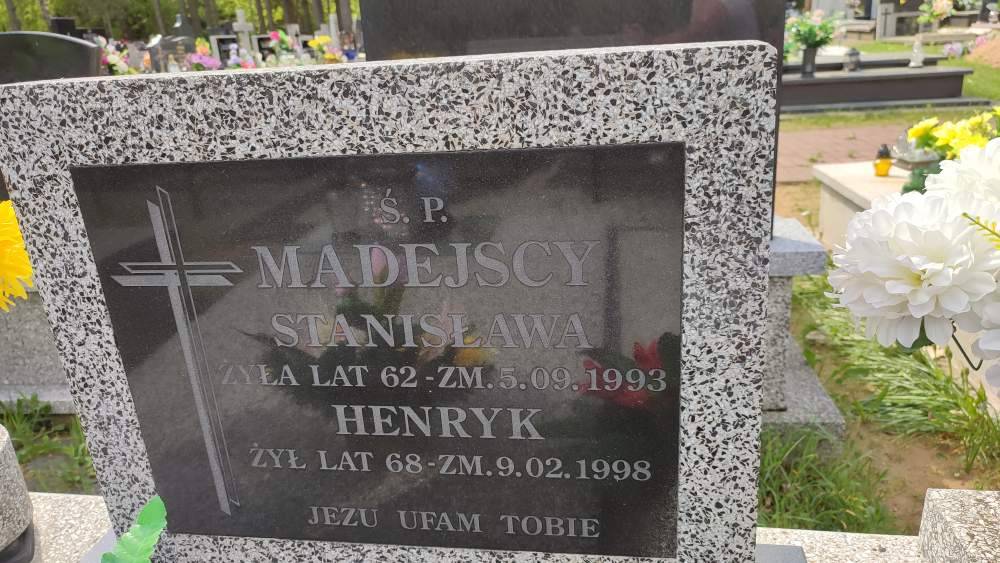 Ś. P.
MADEJSCY
STANISŁAWA
ŻYŁA LAT 62 - ZM. 5.09.1993
HENRYK
ŻYŁ LAT 68 - ZM. 9.02.1998
JEZU UFAM TOBIE